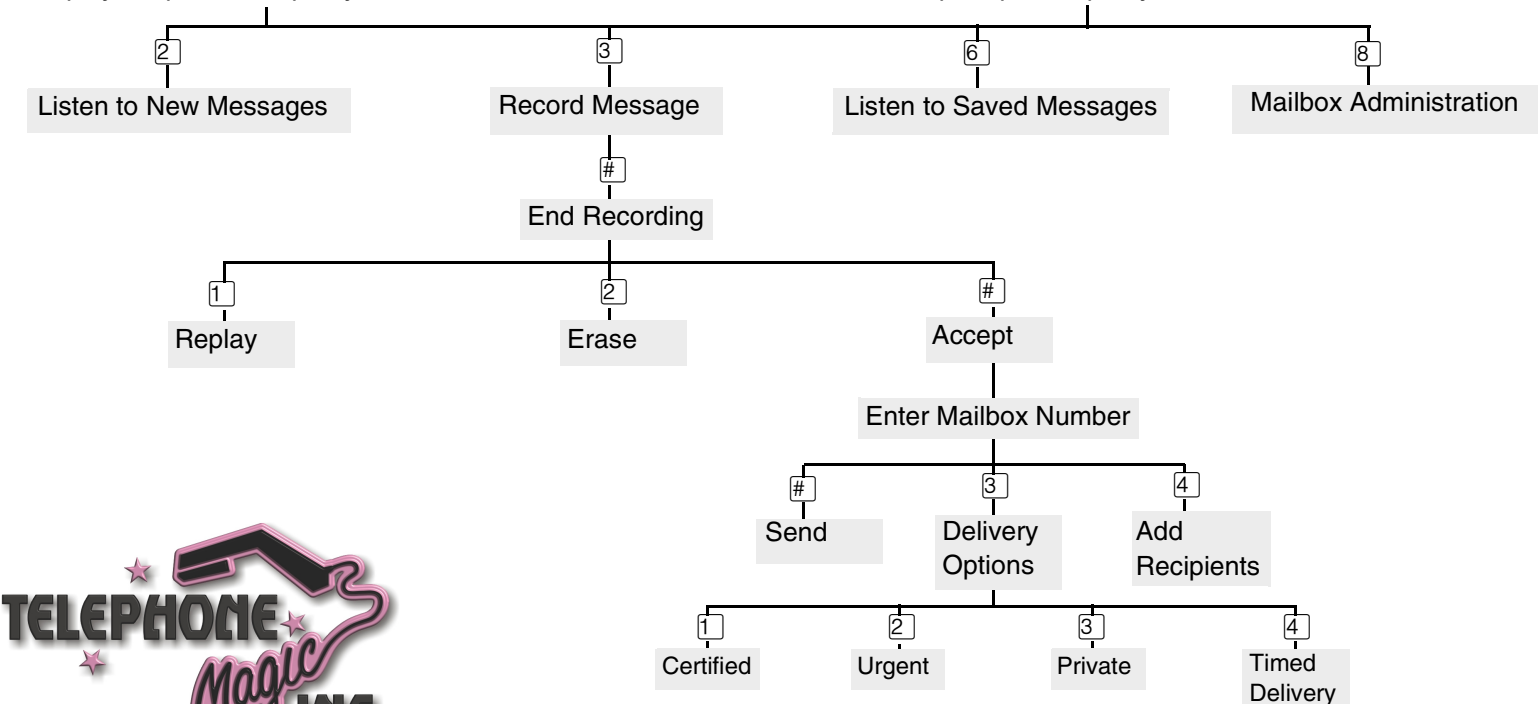 2
3
6
8
Listen to New Messages
Record Message
Listen to Saved Messages
Mailbox Administration
#
End Recording
1
2
#
Replay
Erase
Accept
Enter Mailbox Number
#
3
4
Send
Delivery
Options
Add
Recipients
1
2
3
4
Certified
Urgent
Private
Timed
Delivery
TELEPHONE
Magic
INC